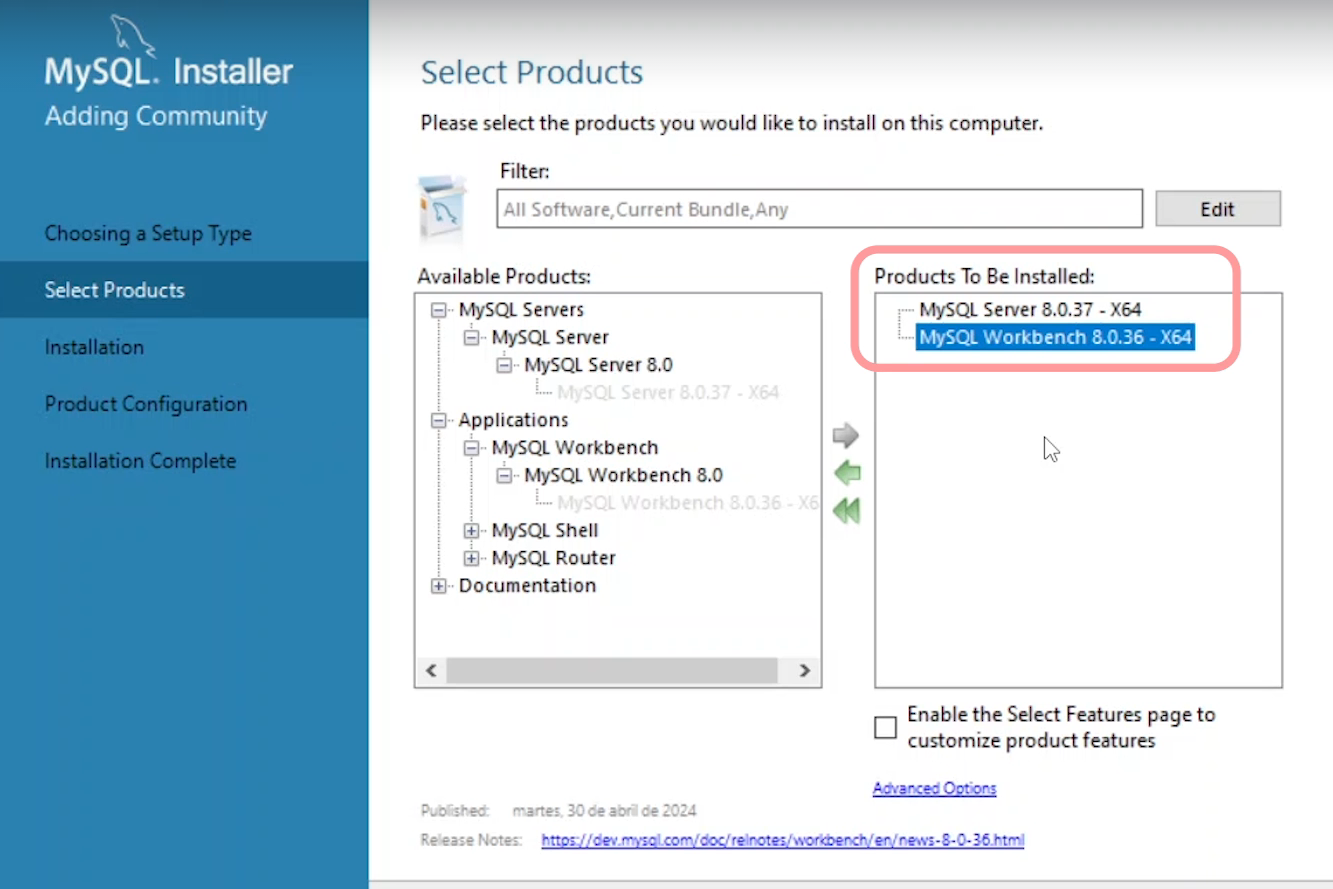 MySQL. Installer
Adding Community
Choosing a Setup Type
Select Products
Installation
Product Configuration
Installation Complete
Select Products
Please select the products you would like to install on this computer.
Filter:
All Software,Current Bundle,Any
Edit
Available Products:
MySQL Servers
MySQL Server
MySQL Server 8.0
MySQL Server 8.0.37 - X64
Applications
MySQL Workbench
MySQL Workbench 8.0
MySQL Workbench 8.0.36 - X6
MySQL Shell
MySQL Router
Documentation
Products To Be Installed:
MySQL Server 8.0.37 - X64
MySQL Workbench 8.0.36 - X64
Enable the Select Features page to
customize product features
Advanced Options
Published: martes, 30 de abril de 2024
Release Notes: https://dev.mysql.com/doc/relnotes/workbench/en/news-8-0-36.html